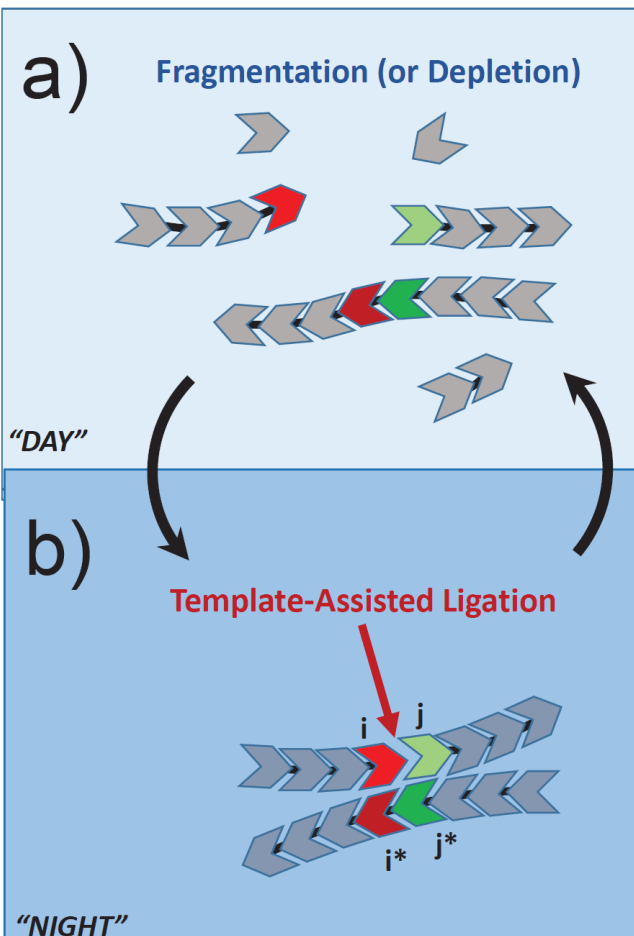 a)
Fragmentation (or Depletion)
“DAY”
b)
Template-Assisted Ligation
i
j
i*
j*
“NIGHT”